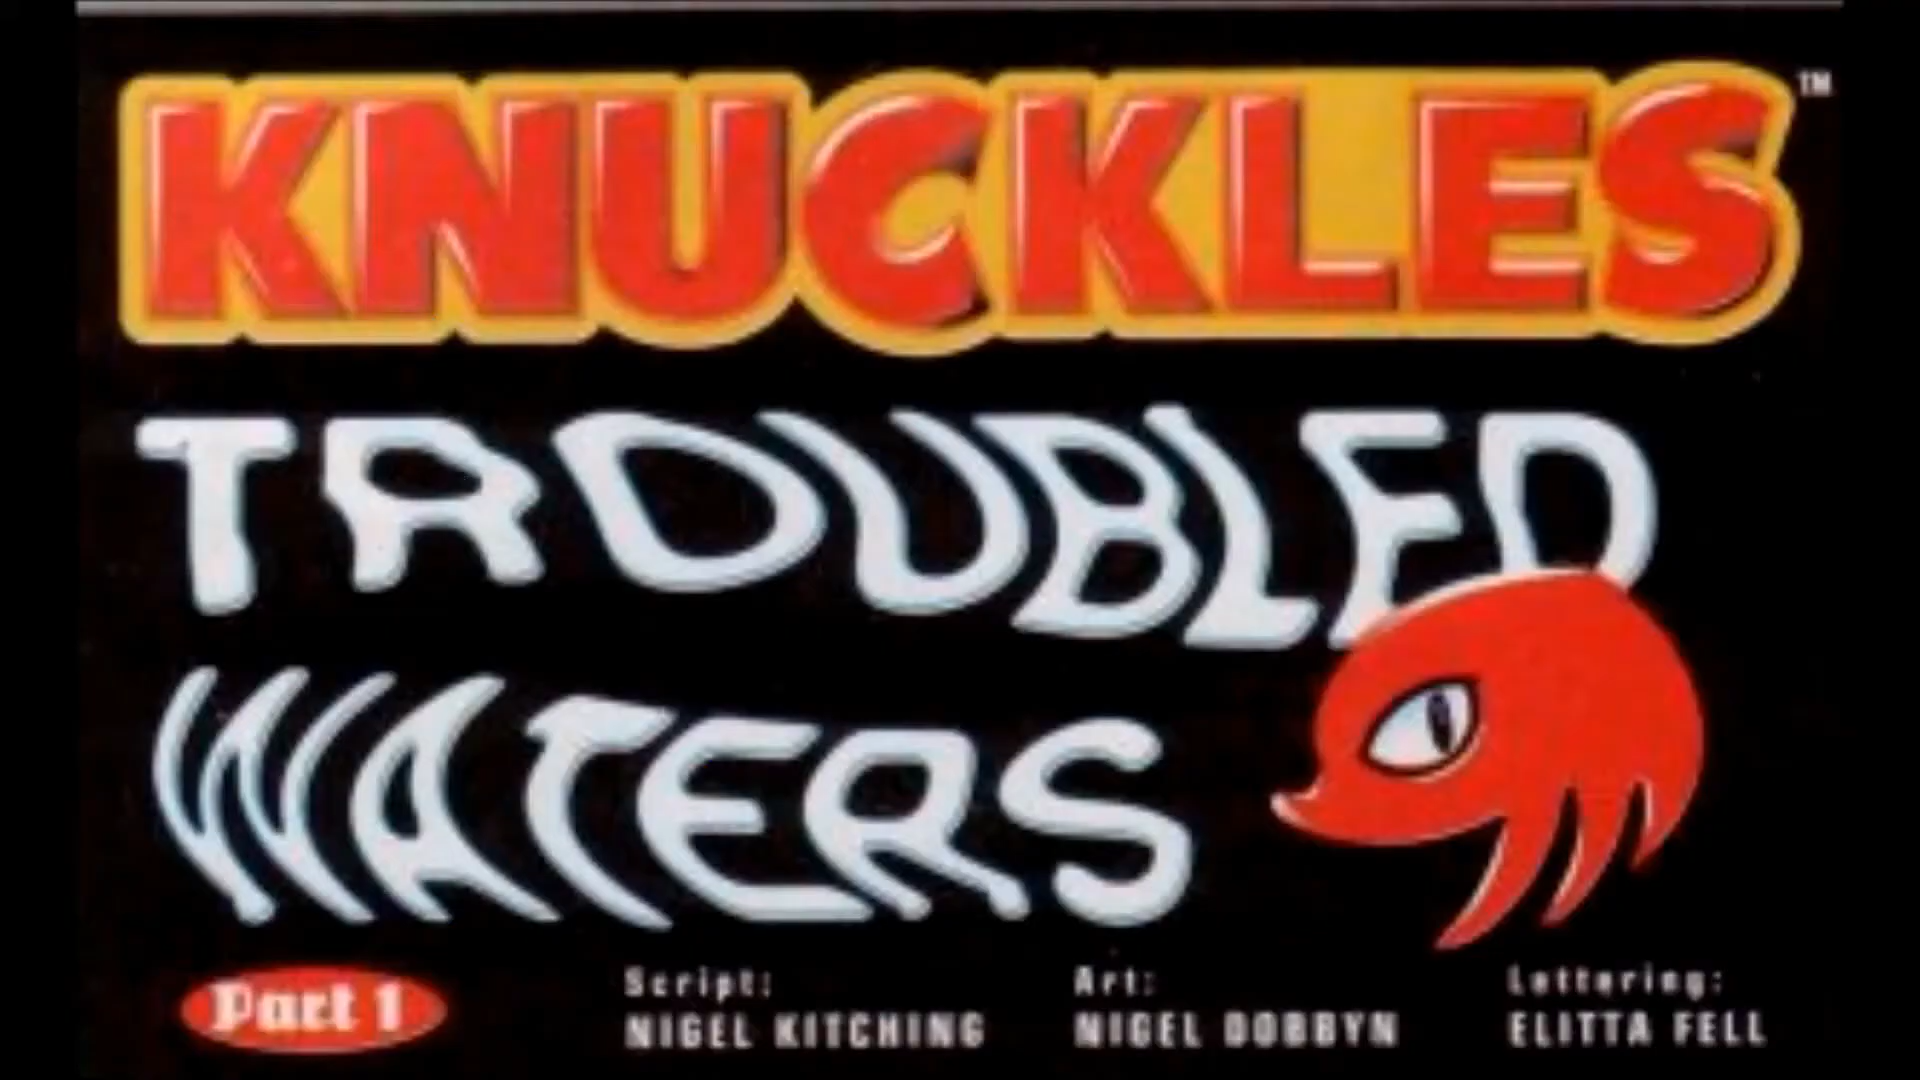 KNUCKLES™
TROUBLED
WATERS
Part 1
Script:
NIGEL KITCHING
Art:
NIGEL DOBBYN
Lettering:
ELITTA FELL